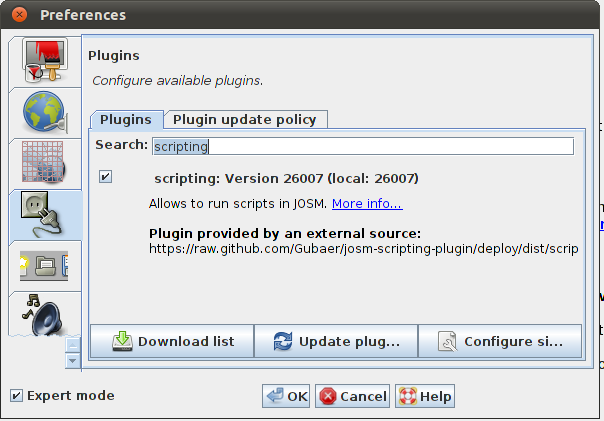 Preferences
Plugins
Configure available plugins.
Plugins Plugin update policy
Search: scripting
scripting: Version 26007 (local: 26007)
Allows to run scripts in JOSM. More info...
Plugin provided by an external source:
https://raw.github.com/Gubaer/josm-scripting-plugin/deploy/dist/scrip
Download list Update plug... Configure si...
Expert mode OK Cancel Help